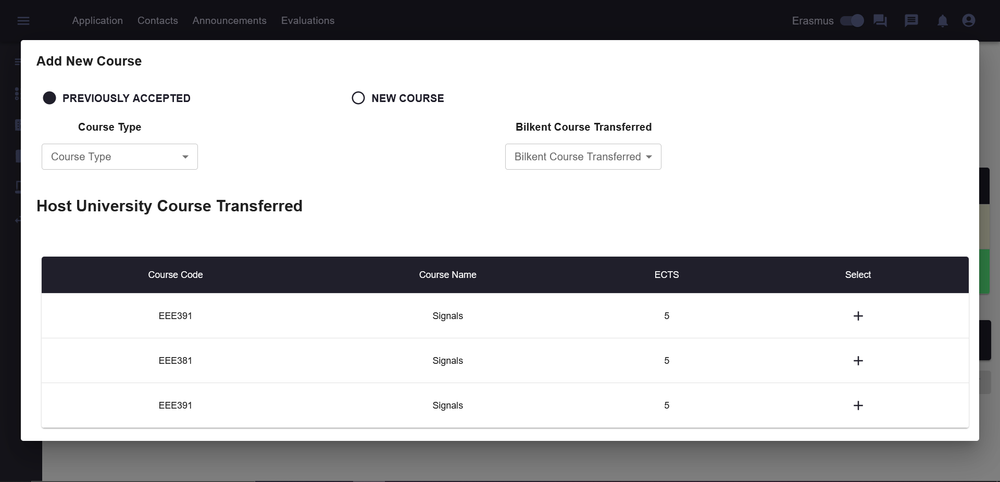 Application Contacts Announcements Evaluations Erasmus
Add New Course
PREVIOUSLY ACCEPTED NEW COURSE
Course Type Bilkent Course Transferred
Course Type Bilkent Course Transferred
Host University Course Transferred
Course Code Course Name ECTS Select
EEE391 Signals 5 +
EEE381 Signals 5 +
EEE391 Signals 5 +